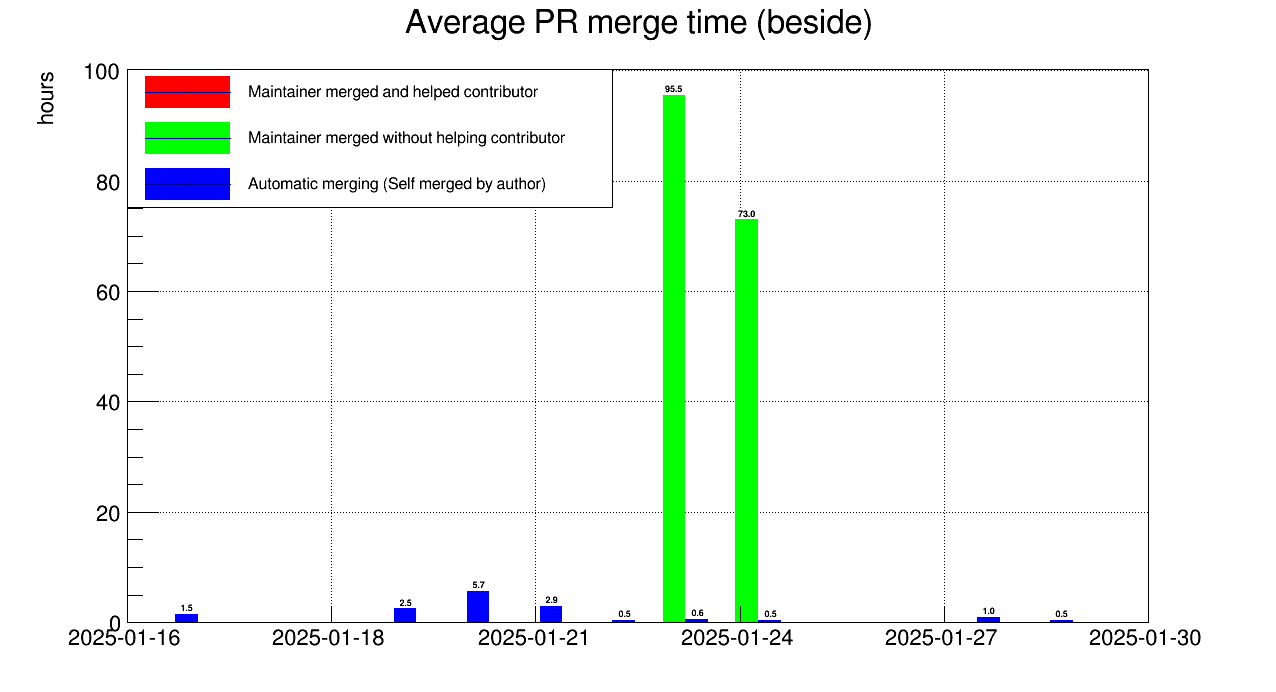 Average PR merge time (beside)
hours
100
80
60
40
20
0
Maintainer merged and helped contributor
Maintainer merged without helping contributor
Automatic merging (Self merged by author)
1.5
2.5
5.7
2.9
0.5
95.5
0.6
73.0
0.5
1.0
0.5
2025-01-16 2025-01-18 2025-01-21 2025-01-24 2025-01-27 2025-01-30